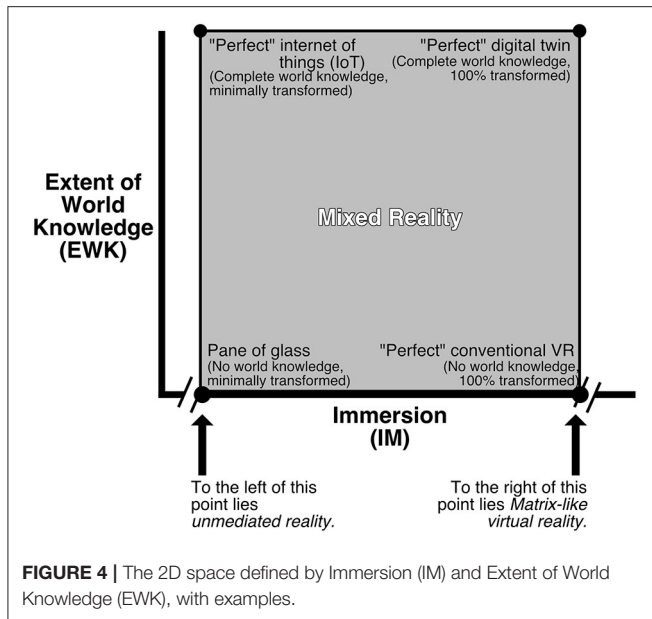 "Perfect" internet of
things (IoT)
(Complete world knowledge,
minimally transformed)
"Perfect" digital twin
(Complete world knowledge,
100% transformed)
Extent of
World
Knowledge
(EWK)
Mixed Reality
Pane of glass
(No world knowledge,
minimally transformed)
"Perfect" conventional VR
(No world knowledge,
100% transformed)
Immersion
(IM)
To the left of this
point lies
unmediated reality.
To the right of this
point lies Matrix-like
virtual reality.
FIGURE 4 | The 2D space defined by Immersion (IM) and Extent of World
Knowledge (EWK), with examples.